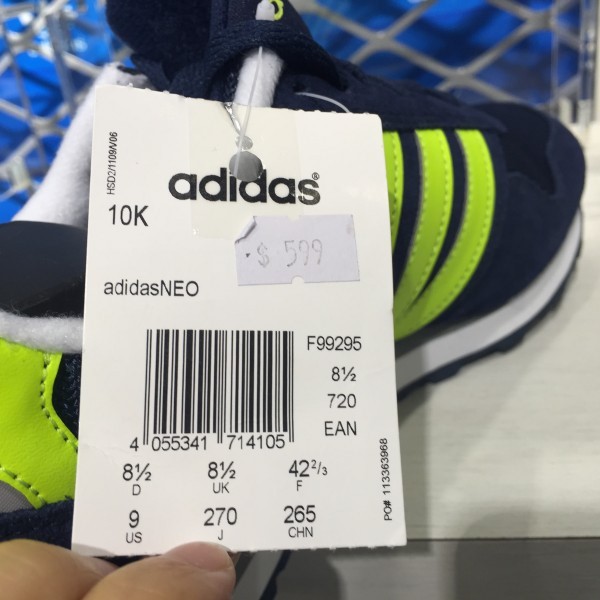 HSD2/1109/V06
adidas®
10K
$ 599
adidasNEO
F99295
8½
720
EAN
4 055341 714105
8½ 8½ 42²/₃
D UK F
9 270 265
US J CHN
PO# 113363968